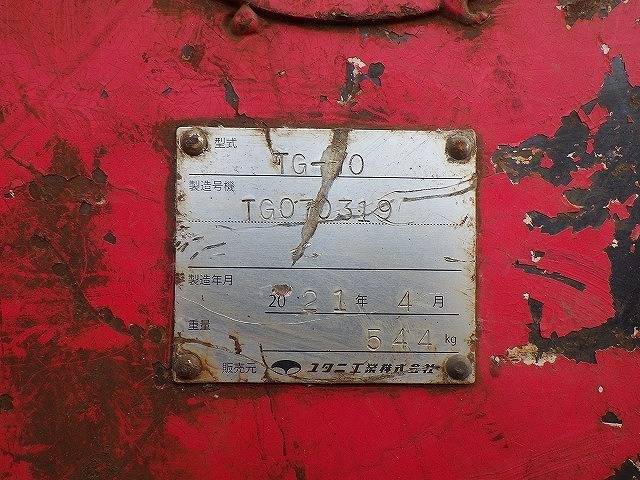 型式 TG-70
製造号機
TG070319
製造年月 2021年4月
重量 544kg
販売元 ユタニ工業株式会社